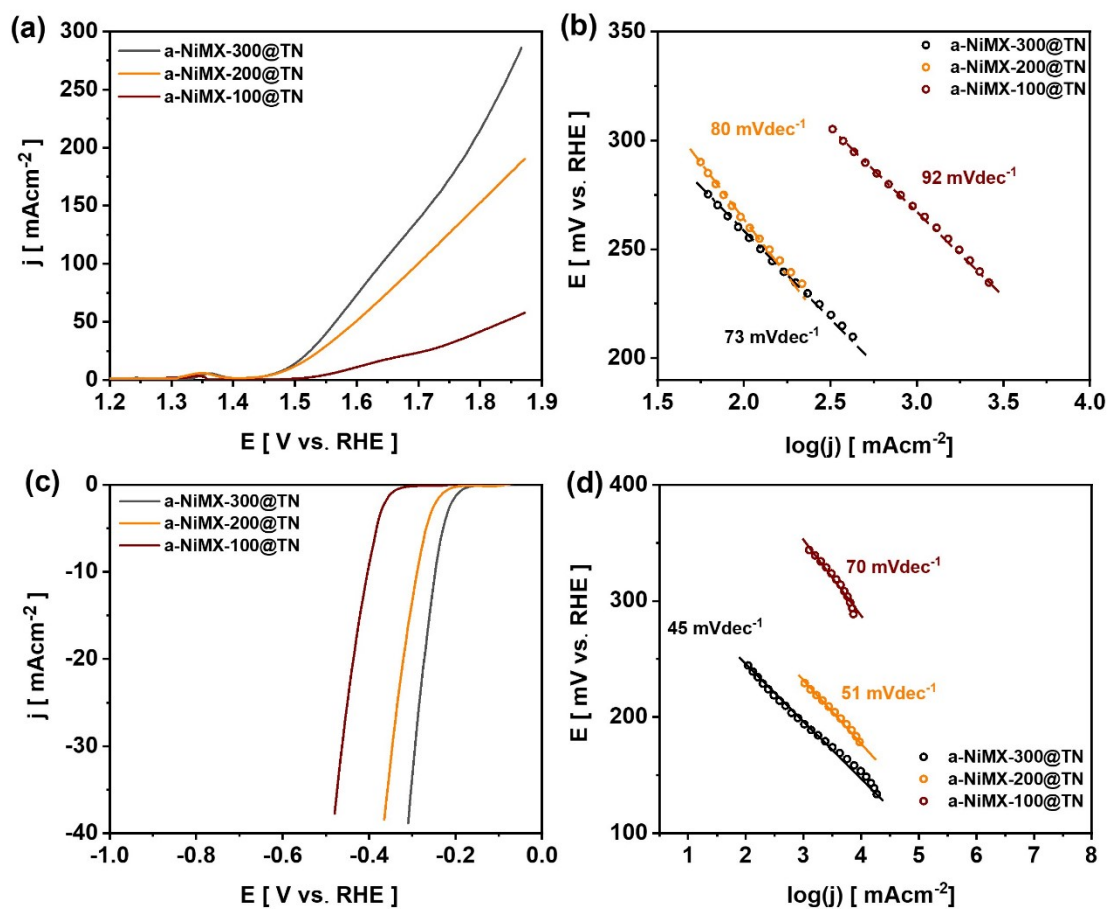 (a)
300
250
200
150
100
50
0
j [ mAcm⁻² ]
a-NiMX-300@TN
a-NiMX-200@TN
a-NiMX-100@TN
1.2 1.3 1.4 1.5 1.6 1.7 1.8 1.9
E [ V vs. RHE ]
(b)
350
300
250
200
E [ mV vs. RHE ]
a-NiMX-300@TN
a-NiMX-200@TN
a-NiMX-100@TN
80 mVdec⁻¹
92 mVdec⁻¹
73 mVdec⁻¹
1.5 2.0 2.5 3.0 3.5 4.0
log(j) [ mAcm⁻² ]
(c)
0
-10
-20
-30
-40
j [ mAcm⁻² ]
a-NiMX-300@TN
a-NiMX-200@TN
a-NiMX-100@TN
-1.0 -0.8 -0.6 -0.4 -0.2 0.0
E [ V vs. RHE ]
(d)
400
300
200
100
E [ mV vs. RHE ]
70 mVdec⁻¹
45 mVdec⁻¹
51 mVdec⁻¹
a-NiMX-300@TN
a-NiMX-200@TN
a-NiMX-100@TN
1 2 3 4 5 6 7 8
log(j) [ mAcm⁻² ]